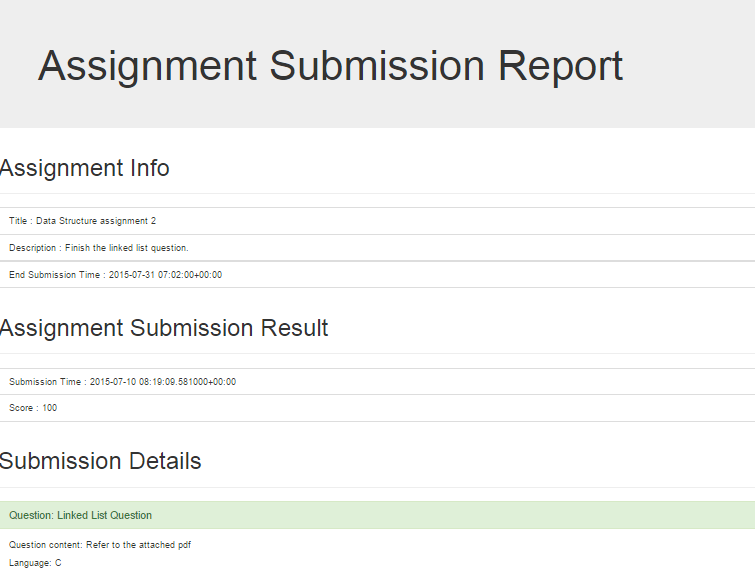 Assignment Submission Report
Assignment Info
Title : Data Structure assignment 2
Description : Finish the linked list question.
End Submission Time : 2015-07-31 07:02:00+00:00
Assignment Submission Result
Submission Time : 2015-07-10 08:19:09.581000+00:00
Score : 100
Submission Details
Question: Linked List Question
Question content: Refer to the attached pdf
Language: C